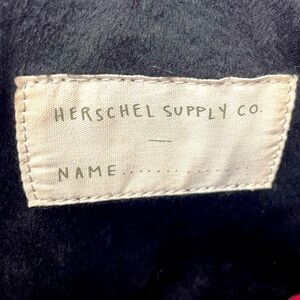 HERSCHEL SUPPLY CO.
—
NAME................